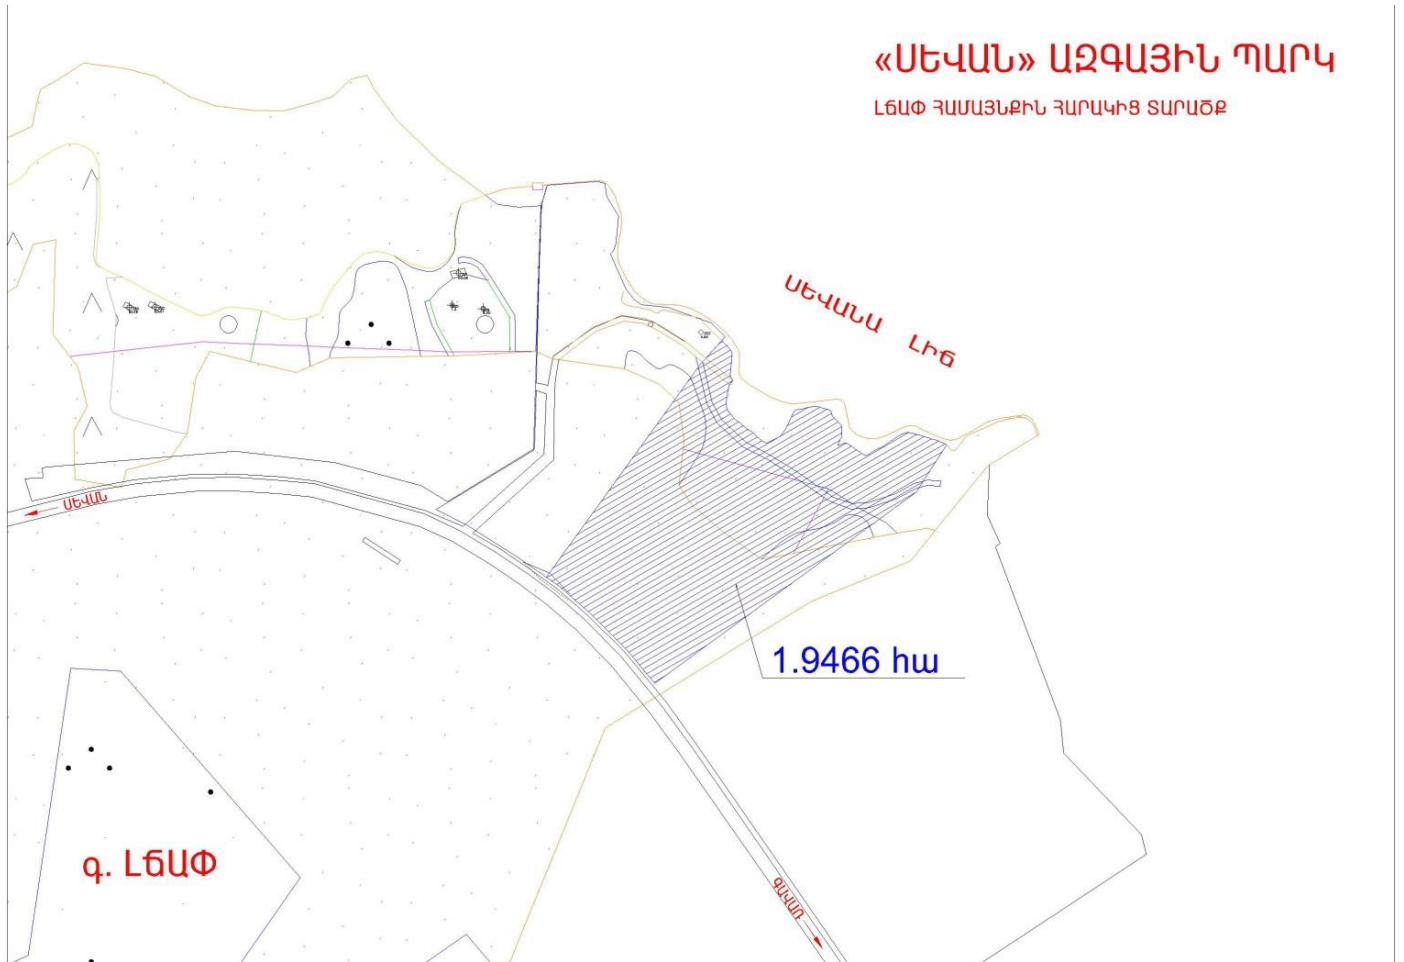 «ՍԵՎԱՆ» ԱԶԳԱՅԻՆ ՊԱՐԿ
ԼՃԱՓ ՀԱՄԱՅՆՔԻՆ ՀԱՐԱԿԻՑ ՏԱՐԱԾՔ
ՍԵՎԱՆԱ ԼԻՃ
ՍԵՎԱՆ
1.9466 հա
գ. ԼՃԱՓ
ԳԱՎԱՌ